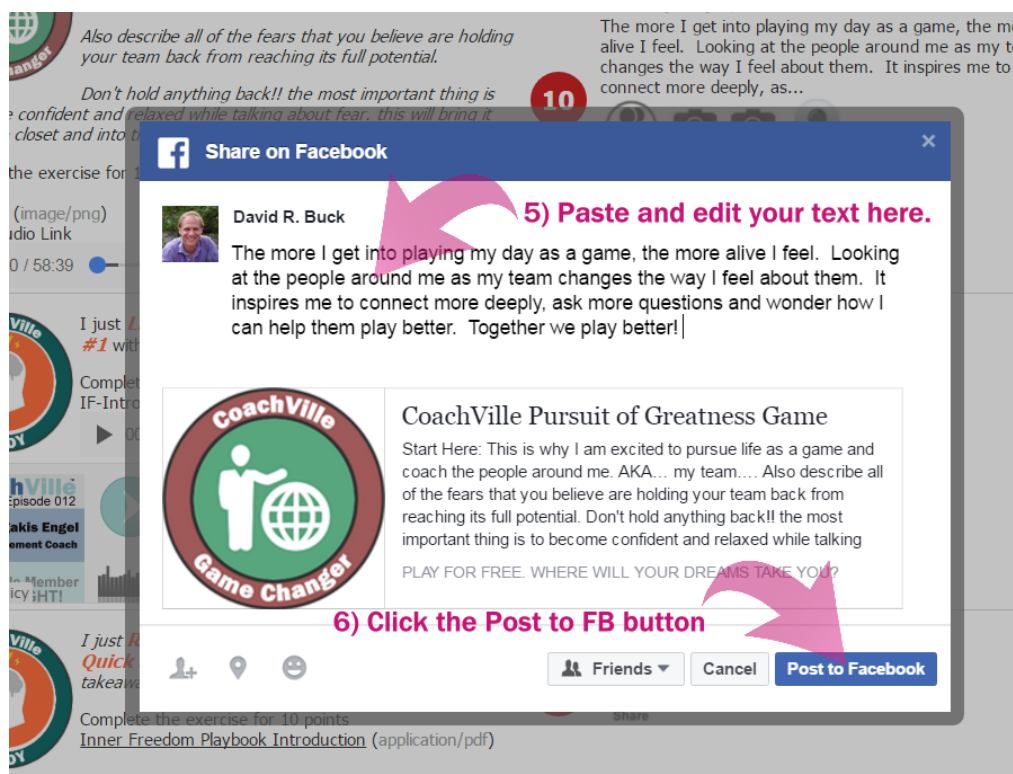 The more I get into playing my day as a game, the m
Also describe all of the fears that you believe are holding
alive I feel. Looking at the people around me as my t
your team back from reaching its full potential.
changes the way I feel about them. It inspires me to
connect more deeply, as...
Don't hold anything back!! the most important thing is
10
confident and relaxed while talking about fear, this will bring it
closet and into
the exercise for 1
(image/png)
udio Link
0 / 58:39
Share on Facebook
×
5) Paste and edit your text here.
David R. Buck
The more I get into playing my day as a game, the more alive I feel. Looking
at the people around me as my team changes the way I feel about them. It
inspires me to connect more deeply, ask more questions and wonder how I
can help them play better. Together we play better!
I just
#1 with
Complet
IF-Intro
CoachVille
Game Changer
CoachVille Pursuit of Greatness Game
Start Here: This is why I am excited to pursue life as a game and
coach the people around me. AKA... my team.... Also describe all
of the fears that you believe are holding your team back from
reaching its full potential. Don't hold anything back!! the most
important thing is to become confident and relaxed while talking
PLAY FOR FREE. WHERE WILL YOUR DREAMS TAKE YOU?
hVille
Episode 012
akis Engel
ement Coach
Member
icy
GHT!
6) Click the Post to FB button
Friends
Cancel
Post to Facebook
I just
Quick
takeawa
Share
Complete the exercise for 10 points
Inner Freedom Playbook Introduction (application/pdf)